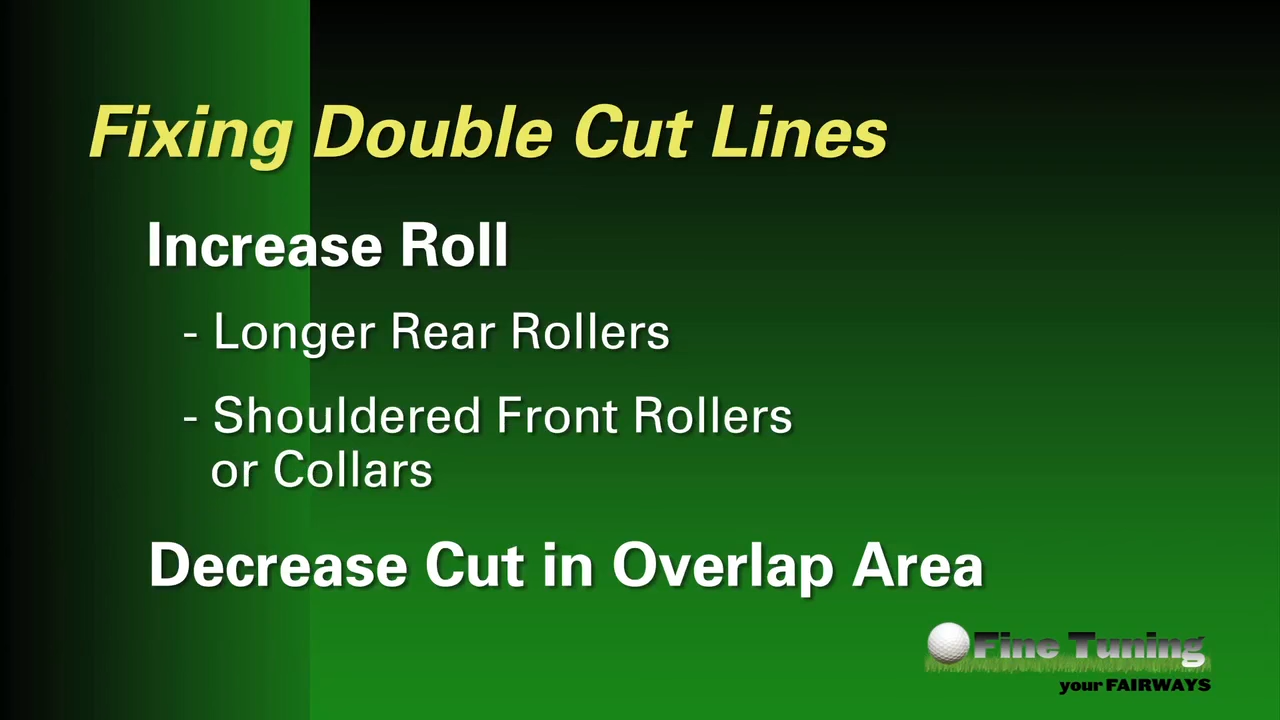 Fixing Double Cut Lines
Increase Roll
- Longer Rear Rollers
- Shouldered Front Rollers
or Collars
Decrease Cut in Overlap Area
Fine Tuning
your FAIRWAYS